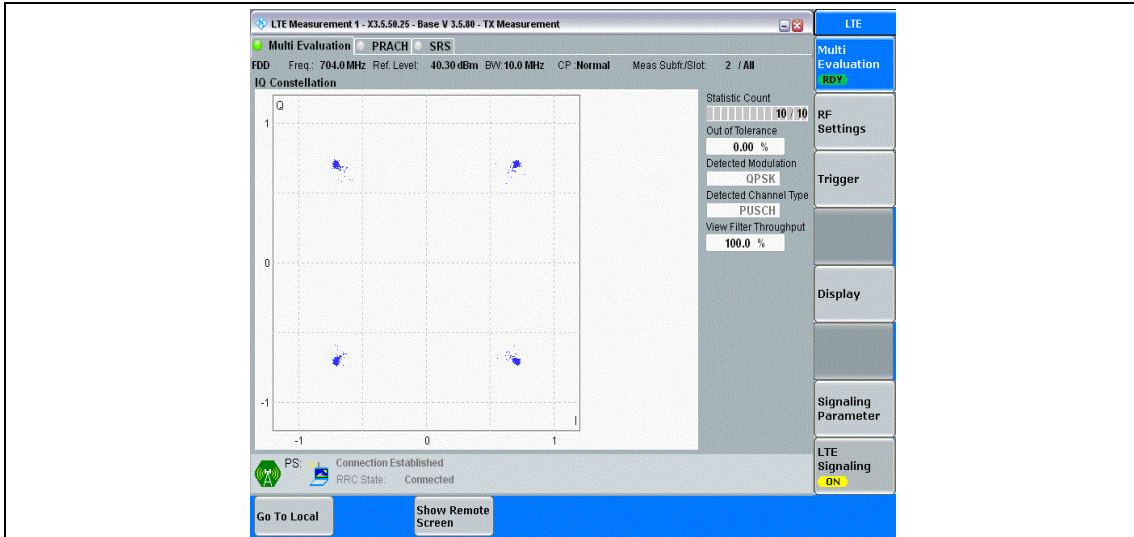 LTE Measurement 1 - X3.5.50.25 - Base V 3.5.80 - TX Measurement
LTE
Multi Evaluation PRACH SRS
FDD Freq.: 704.0 MHz Ref. Level: 40.30 dBm BW: 10.0 MHz CP :Normal Meas Subfr./Slot: 2 / All
IQ Constellation
Q
1
0
-1
-1 0 1
I
Statistic Count
10 / 10
Out of Tolerance
0.00 %
Detected Modulation
QPSK
Detected Channel Type
PUSCH
View Filter Throughput
100.0 %
Multi
Evaluation
RDY
RF
Settings
Trigger
Display
Signaling
Parameter
LTE
Signaling
ON
PS: Connection Established
RRC State: Connected
Go To Local
Show Remote
Screen